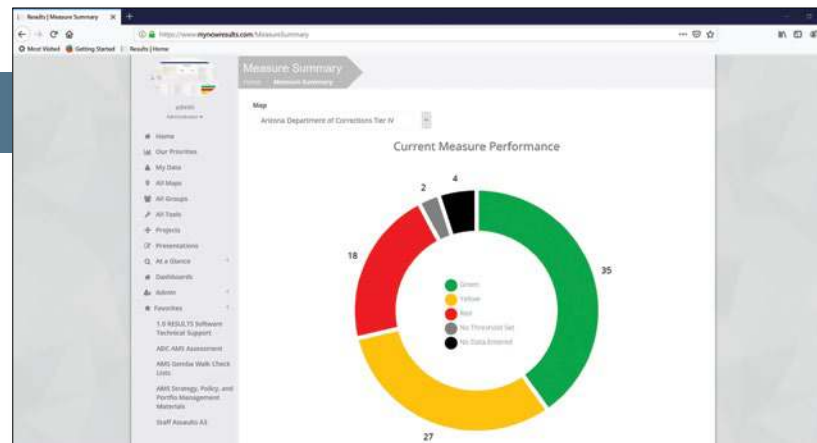 Results | Measure Summary
https://www.mynowresults.com/MeasureSummary
Most Visited Getting Started Results | Home
Measure Summary
Home Measure Summary
admin
Administrator
Map
Arizona Department of Corrections Tier IV
Home
Our Priorities
My Data
All Maps
All Groups
All Tools
Projects
Presentations
At a Glance
Dashboards
Admin
Favorites
1.0 RESULTS Software
Technical Support
ADC AMS Assessment
AMS Gemba Walk Check
Lists
AMS Strategy, Policy, and
Portfio Management
Materials
Staff Assaults A3
Current Measure Performance
4
2
18
35
Green
Yellow
Red
No Threshold Set
No Data Entered
27